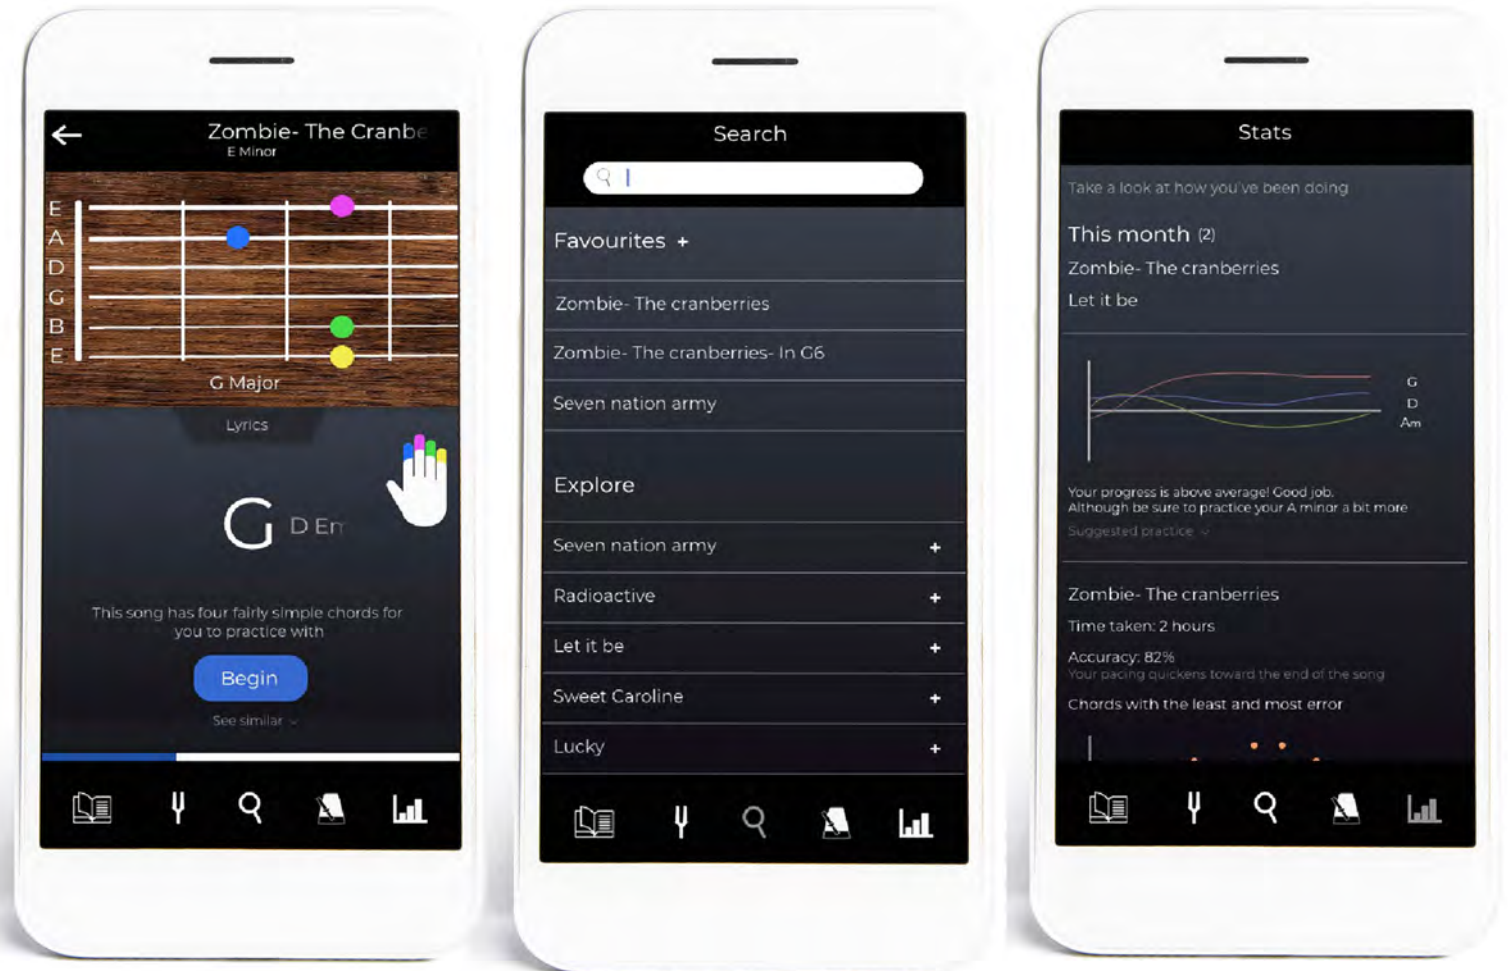 Zombie- The Cranbe
E Minor
E
A
D
G
B
E
G Major
Lyrics
G D Em
This song has four fairly simple chords for
you to practice with
Begin
See similar
Search
Favourites +
Zombie- The cranberries
Zombie- The cranberries- In G6
Seven nation army
Explore
Seven nation army +
Radioactive +
Let it be +
Sweet Caroline +
Lucky +
Stats
Take a look at how you've been doing
This month (2)
Zombie- The cranberries
Let it be
G
D
Am
Your progress is above average! Good job.
Although be sure to practice your A minor a bit more
Suggested practice
Zombie- The cranberries
Time taken: 2 hours
Accuracy: 82%
Your pacing quickens toward the end of the song
Chords with the least and most error